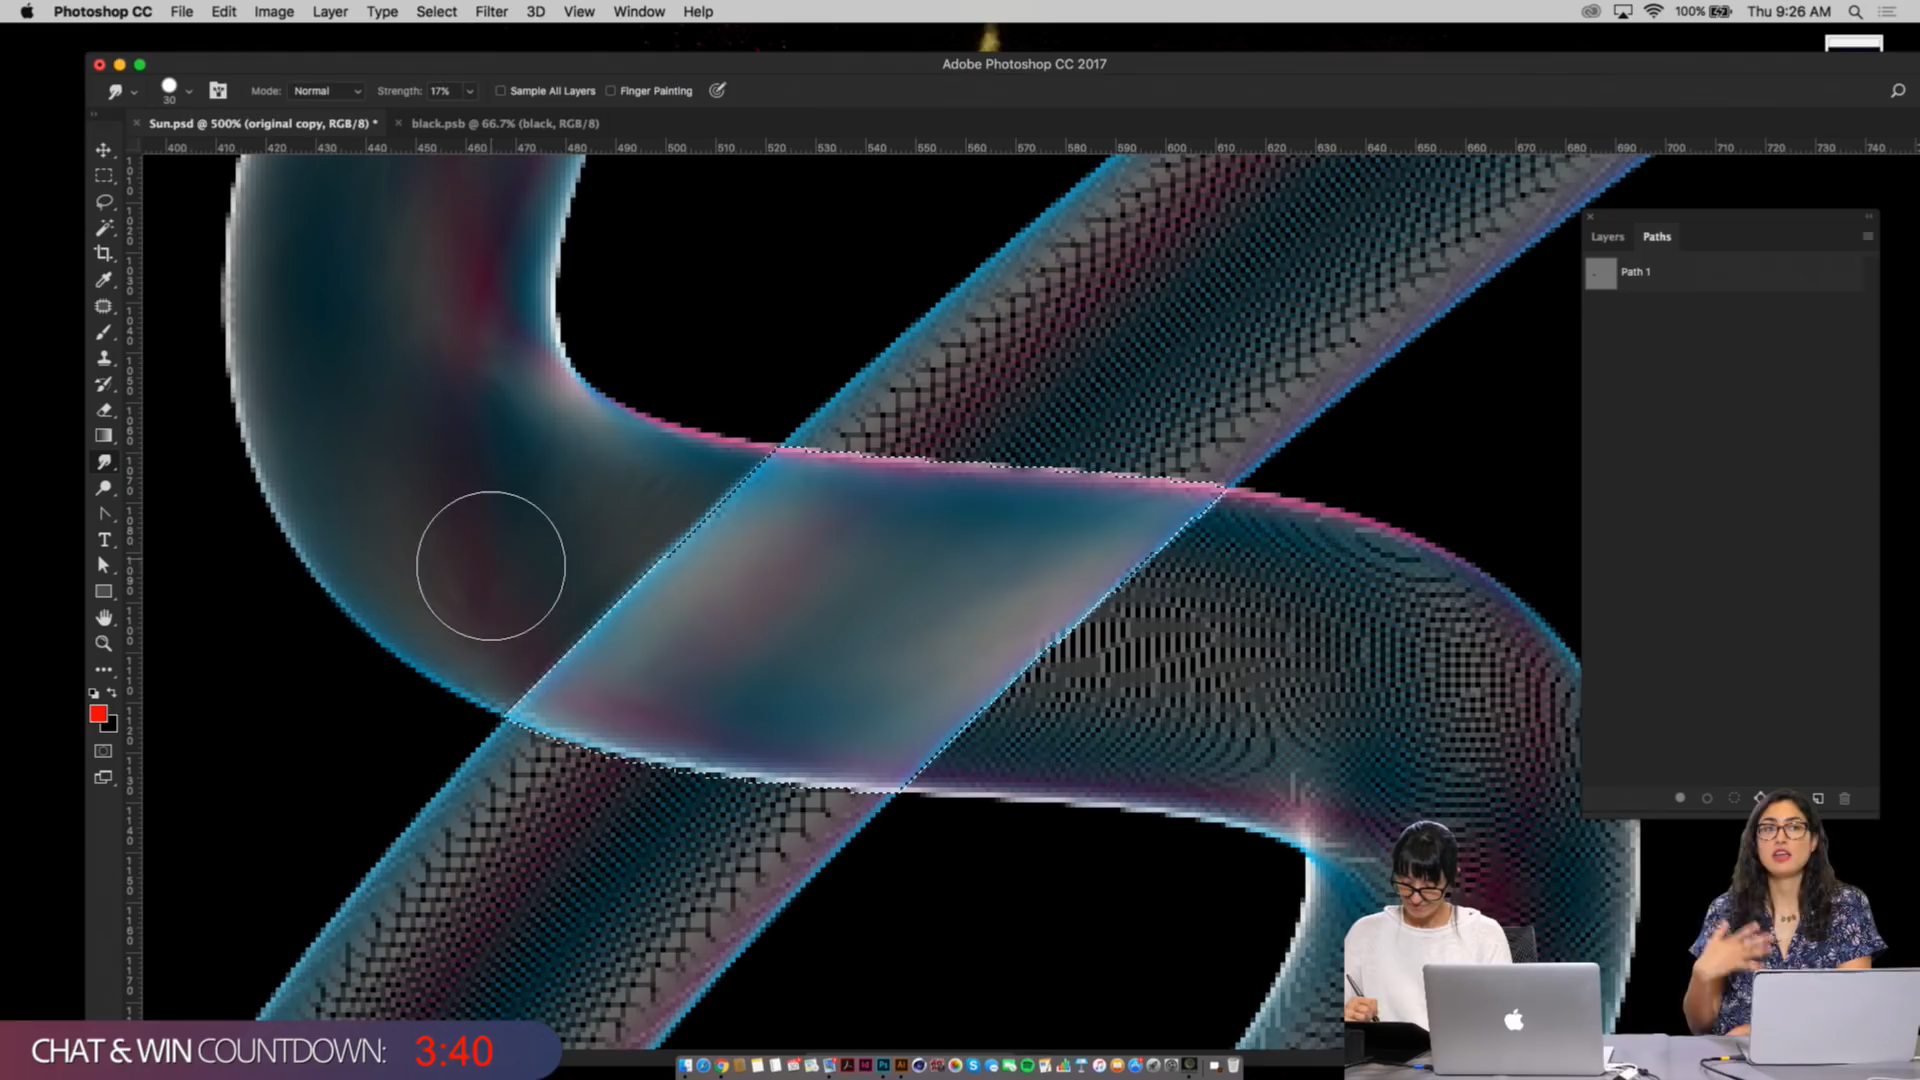 Photoshop CC File Edit Image Layer Type Select Filter 3D View Window Help 100% Thu 9:26 AM
Adobe Photoshop CC 2017
30 Mode: Normal Strength: 17% Sample All Layers Finger Painting
Sun.psd @ 500% (original copy, RGB/8) * black.psb @ 66.7% (black, RGB/8)
400 410 420 430 440 450 460 470 480 490 500 510 520 530 540 550 560 570 580 590 600 610 620 630 640 650 660 670 680 690 700 710 720 730 740
Layers Paths
Path 1
CHAT & WIN COUNTDOWN: 3:40